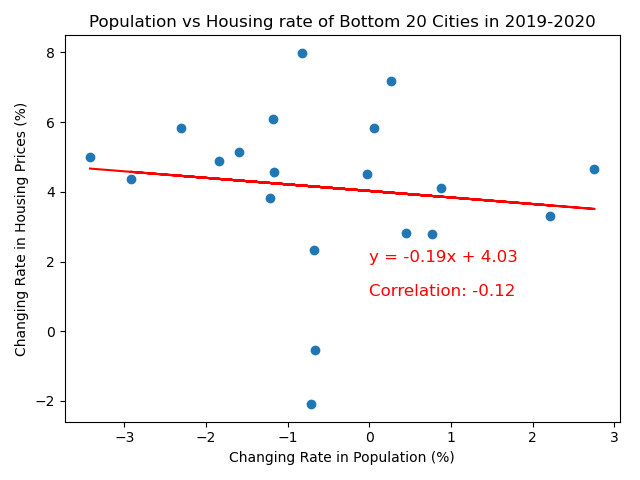 Population vs Housing rate of Bottom 20 Cities in 2019-2020
Changing Rate in Housing Prices (%)
8
6
4
2
0
−2
y = -0.19x + 4.03
Correlation: -0.12
−3
−2
−1
0
1
2
3
Changing Rate in Population (%)